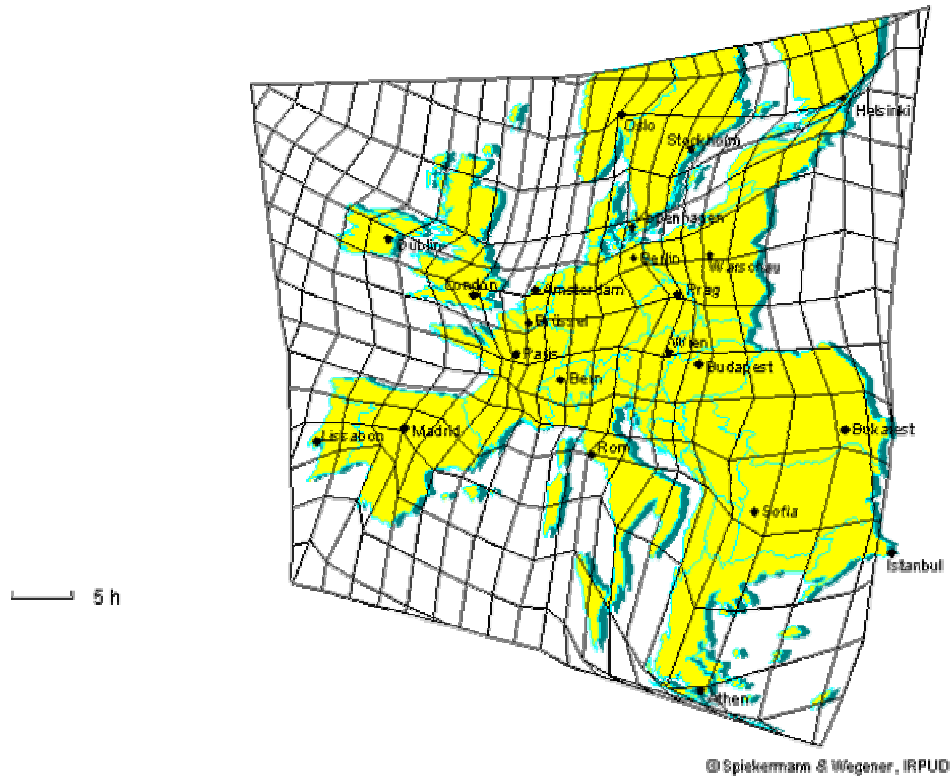 Helsinki
Oslo
Stockholm
Kopenhagen
Dublin
Berlin
Warschau
London
Amsterdam
Prag
Brüssel
Wien
Paris
Budapest
Bern
Lissabon
Madrid
Bukarest
Rom
Sofia
Istanbul
5 h
Athen
© Spiekermann & Wegener, IRPUD